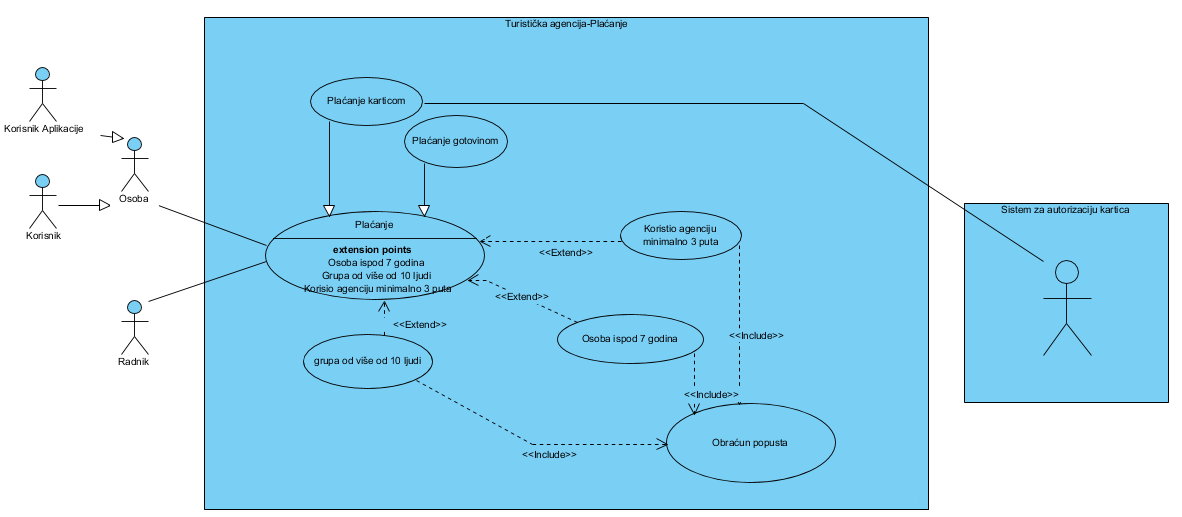 Turistička agencija-Plaćanje
Korisnik Aplikacije
Osoba
Korisnik
Radnik
Plaćanje karticom
Plaćanje gotovinom
Plaćanje
extension points
Osoba ispod 7 godina
Grupa od više od 10 ljudi
Korisio agenciju minimalno 3 puta
Koristio agenciju
minimalno 3 puta
<<Extend>>
<<Extend>>
<<Extend>>
Osoba ispod 7 godina
grupa od više od 10 ljudi
<<Include>>
<<Include>>
<<Include>>
Obračun popusta
Sistem za autorizaciju kartica